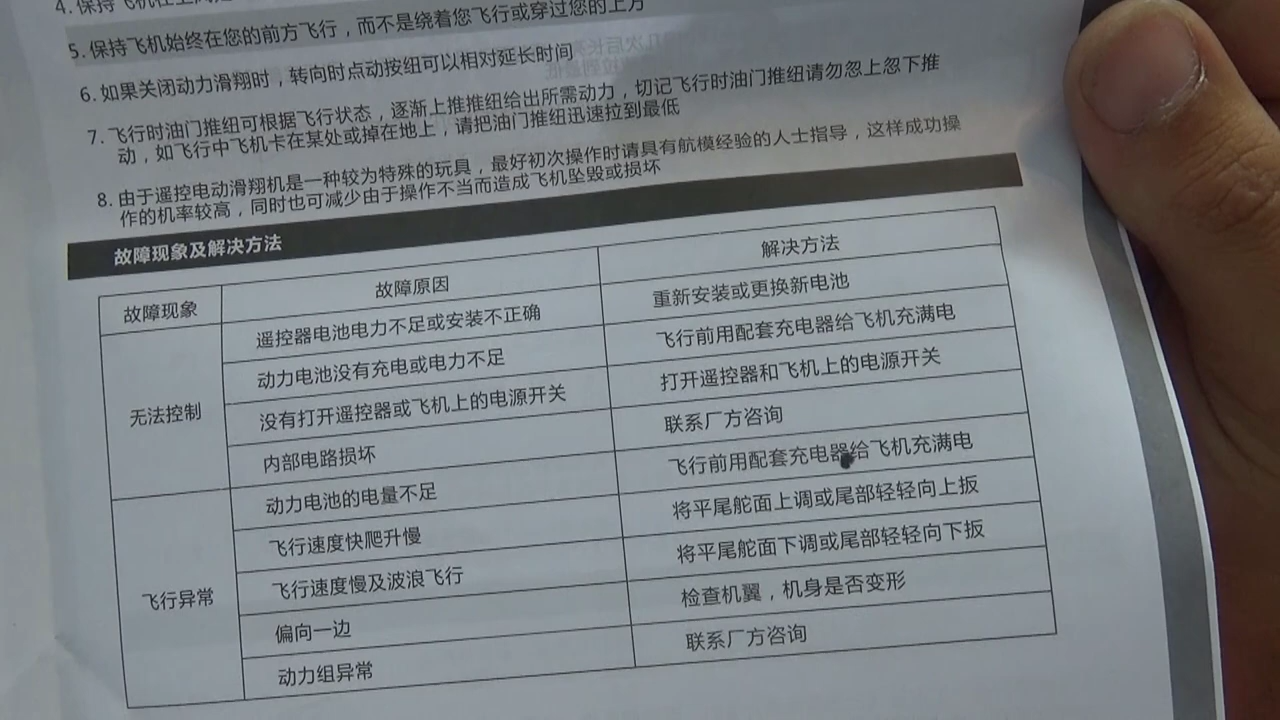 4. 保持飞机在
5. 保持飞机始终在您的前方飞行，而不是绕着您飞行或穿过您的上方
6. 如果关闭动力滑翔时，转向时点动按纽可以相对延长时间
7. 飞行时油门推纽可根据飞行状态，逐渐上推推纽给出所需动力，切记飞行时油门推纽请勿忽上忽下推
动，如飞行中飞机卡在某处或掉在地上，请把油门推纽迅速拉到最低
8. 由于遥控电动滑翔机是一种较为特殊的玩具，最好初次操作时请具有航模经验的人士指导，这样成功操
作的机率较高，同时也可减少由于操作不当而造成飞机坠毁或损坏
故障现象及解决方法
故障现象 故障原因 解决方法
无法控制
遥控器电池电力不足或安装不正确 重新安装或更换新电池
动力电池没有充电或电力不足 飞行前用配套充电器给飞机充满电
没有打开遥控器或飞机上的电源开关 打开遥控器和飞机上的电源开关
内部电路损坏 联系厂方咨询
飞行异常
动力电池的电量不足 飞行前用配套充电器给飞机充满电
飞行速度快爬升慢 将平尾舵面上调或尾部轻轻向上扳
飞行速度慢及波浪飞行 将平尾舵面下调或尾部轻轻向下扳
偏向一边 检查机翼，机身是否变形
动力组异常 联系厂方咨询